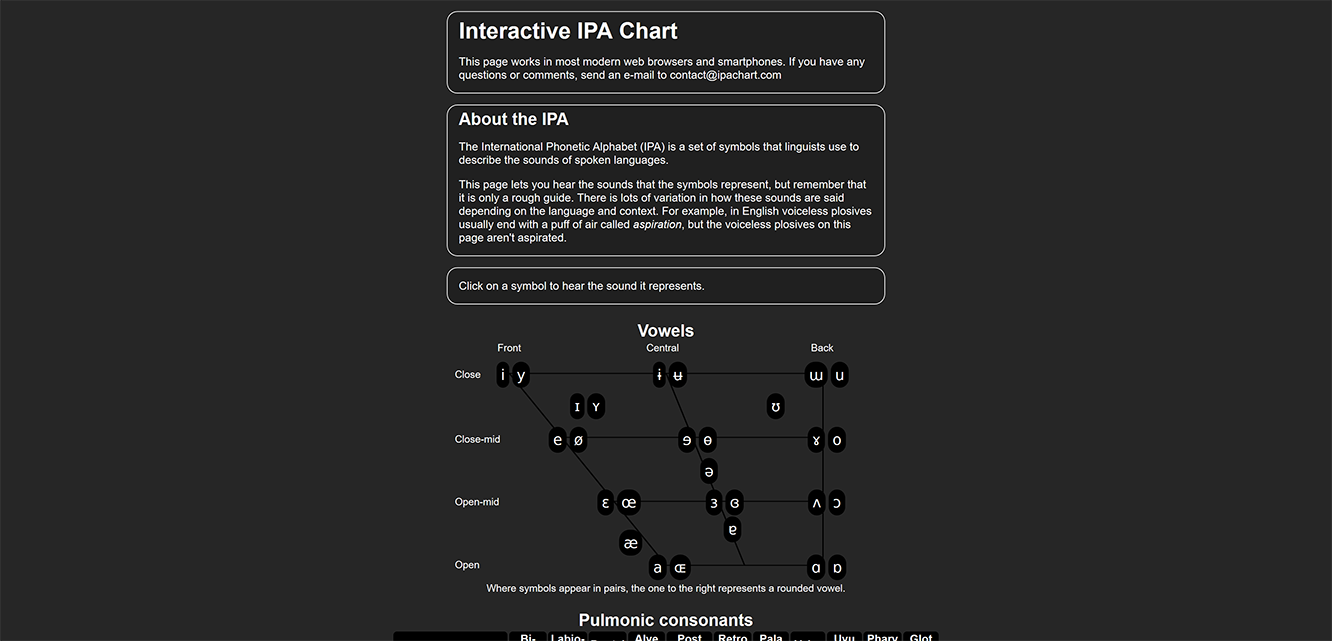 Interactive IPA Chart
This page works in most modern web browsers and smartphones. If you have any
questions or comments, send an e-mail to contact@ipachart.com
About the IPA
The International Phonetic Alphabet (IPA) is a set of symbols that linguists use to
describe the sounds of spoken languages.
This page lets you hear the sounds that the symbols represent, but remember that
it is only a rough guide. There is lots of variation in how these sounds are said
depending on the language and context. For example, in English voiceless plosives
usually end with a puff of air called aspiration, but the voiceless plosives on this
page aren't aspirated.
Click on a symbol to hear the sound it represents.
Vowels
Front Central Back
Close i y ɨ ʉ ɯ u
ɪ ʏ ʊ
Close-mid e ø ɘ ɵ ɤ o
ə
Open-mid ɛ œ ɜ ɞ ʌ ɔ
ɐ
æ
Open a ɶ ɑ ɒ
Where symbols appear in pairs, the one to the right represents a rounded vowel.
Pulmonic consonants
Bi- Labio- Alve Post Retro Pala Uvu Phary Glot